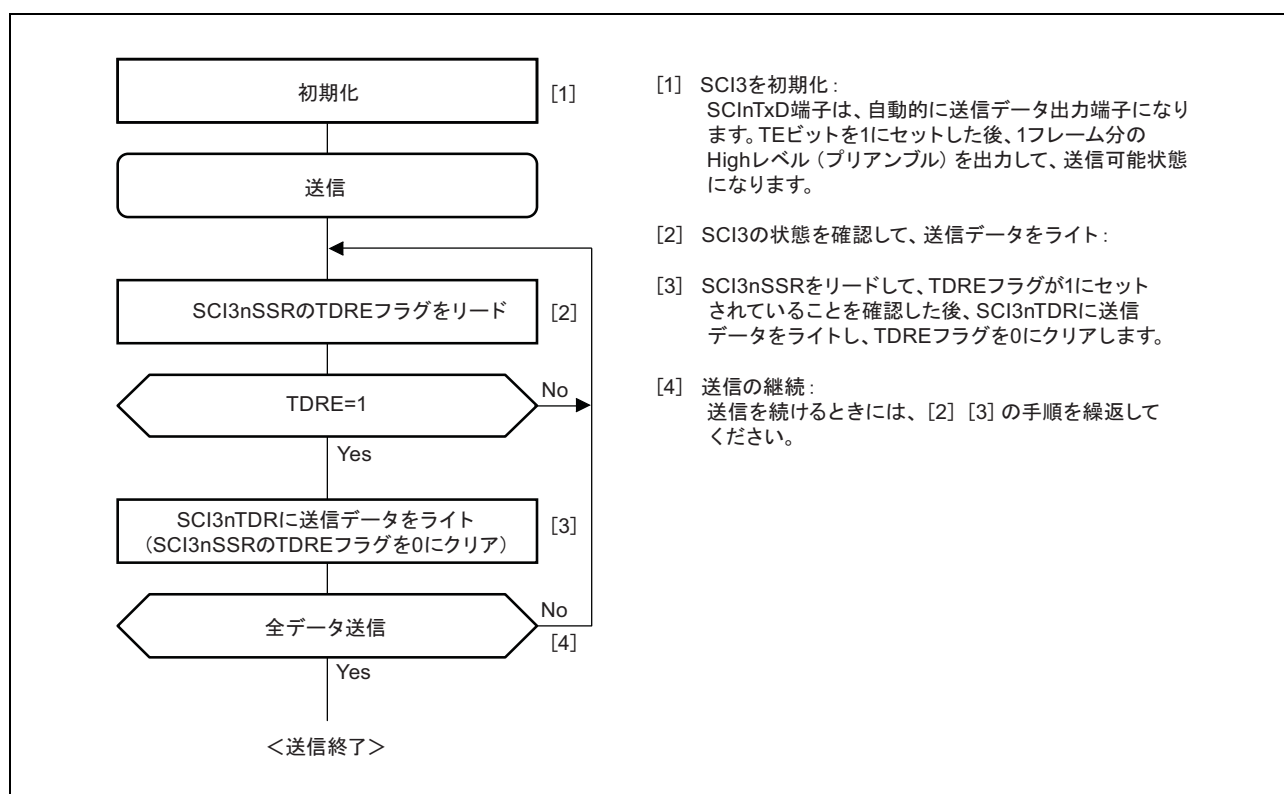 初期化
[1]
送信
SCI3nSSRのTDREフラグをリード
[2]
TDRE=1
No
Yes
SCI3nTDRに送信データをライト
(SCI3nSSRのTDREフラグを0にクリア)
[3]
全データ送信
No
[4]
Yes
＜送信終了＞
[1] SCI3を初期化:
SCInTxD端子は、自動的に送信データ出力端子になり
ます。TEビットを1にセットした後、1フレーム分の
Highレベル(プリアンブル)を出力して、送信可能状態
になります。
[2] SCI3の状態を確認して、送信データをライト:
[3] SCI3nSSRをリードして、TDREフラグが1にセット
されていることを確認した後、SCI3nTDRに送信
データをライトし、TDREフラグを0にクリアします。
[4] 送信の継続:
送信を続けるときには、[2] [3] の手順を繰返して
ください。